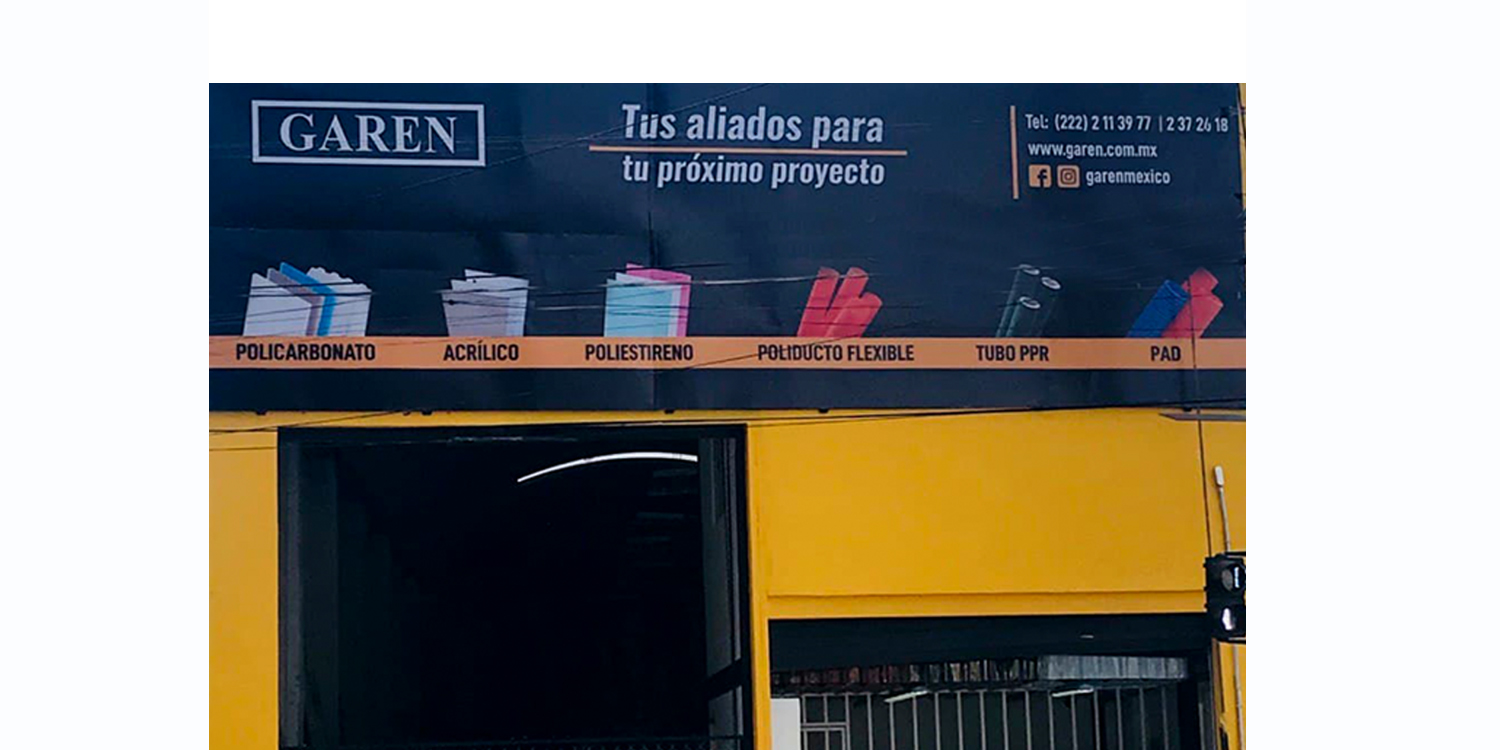 GAREN
Tus aliados para
tu próximo proyecto
Tel: (222) 2 11 39 77 | 2 37 26 18
www.garen.com.mx
garenmexico
POLICARBONATO
ACRÍLICO
POLIESTIRENO
POLIDUCTO FLEXIBLE
TUBO PPR
PAD